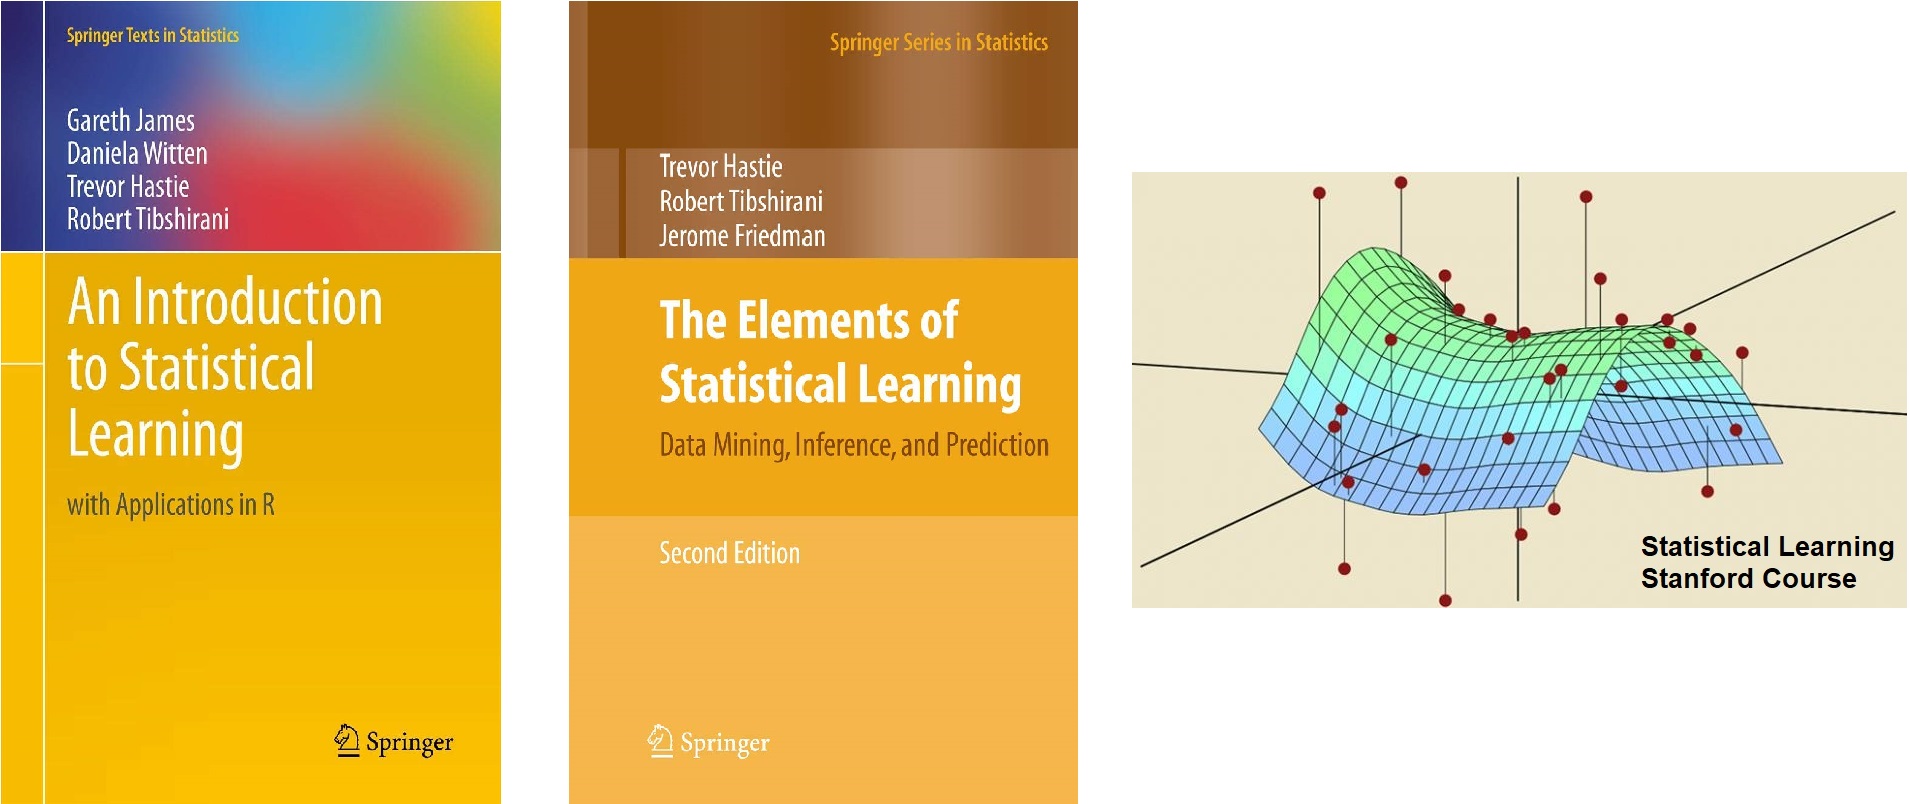 Springer Texts in Statistics
Gareth James
Daniela Witten
Trevor Hastie
Robert Tibshirani
An Introduction
to Statistical
Learning
with Applications in R
Springer
Springer Series in Statistics
Trevor Hastie
Robert Tibshirani
Jerome Friedman
The Elements of
Statistical Learning
Data Mining, Inference, and Prediction
Second Edition
Springer
Statistical Learning
Stanford Course